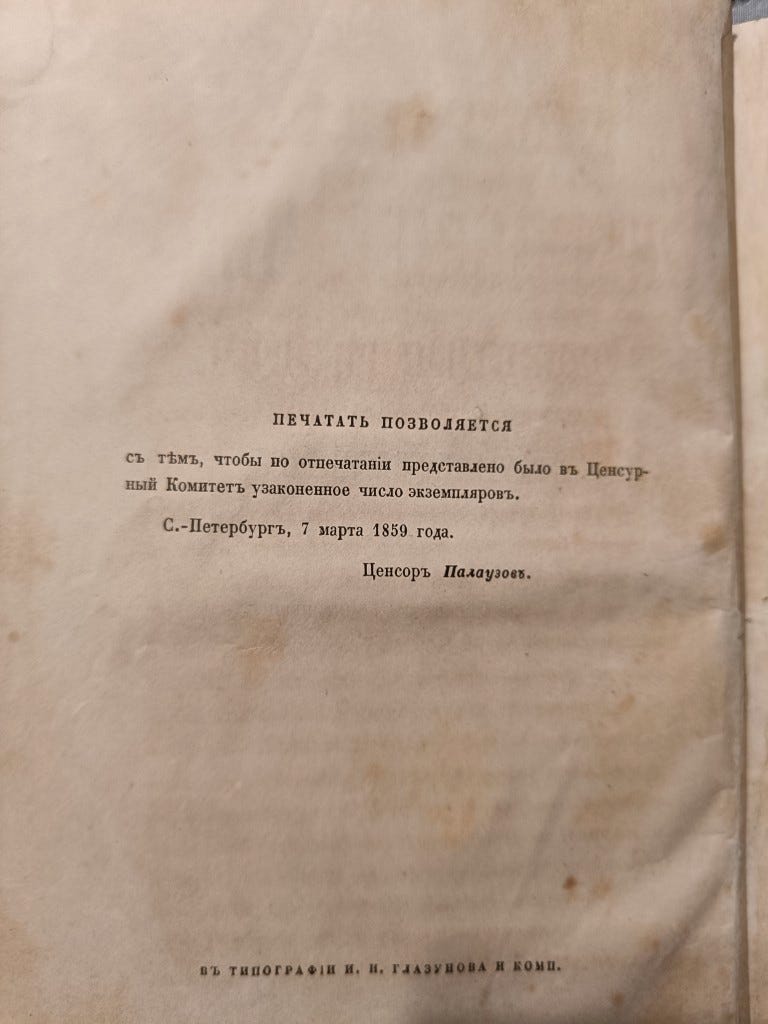 ПЕЧАТАТЬ ПОЗВОЛЯЕТСЯ
съ тѣмъ, чтобы по отпечатаніи представлено было въ Ценсур-
ный Комитетъ узаконенное число экземпляровъ.
С.-Петербургъ, 7 марта 1859 года.
Ценсоръ Палаузовъ.
ВЪ ТИПОГРАФІИ И. И. ГЛАЗУНОВА И КОМП.